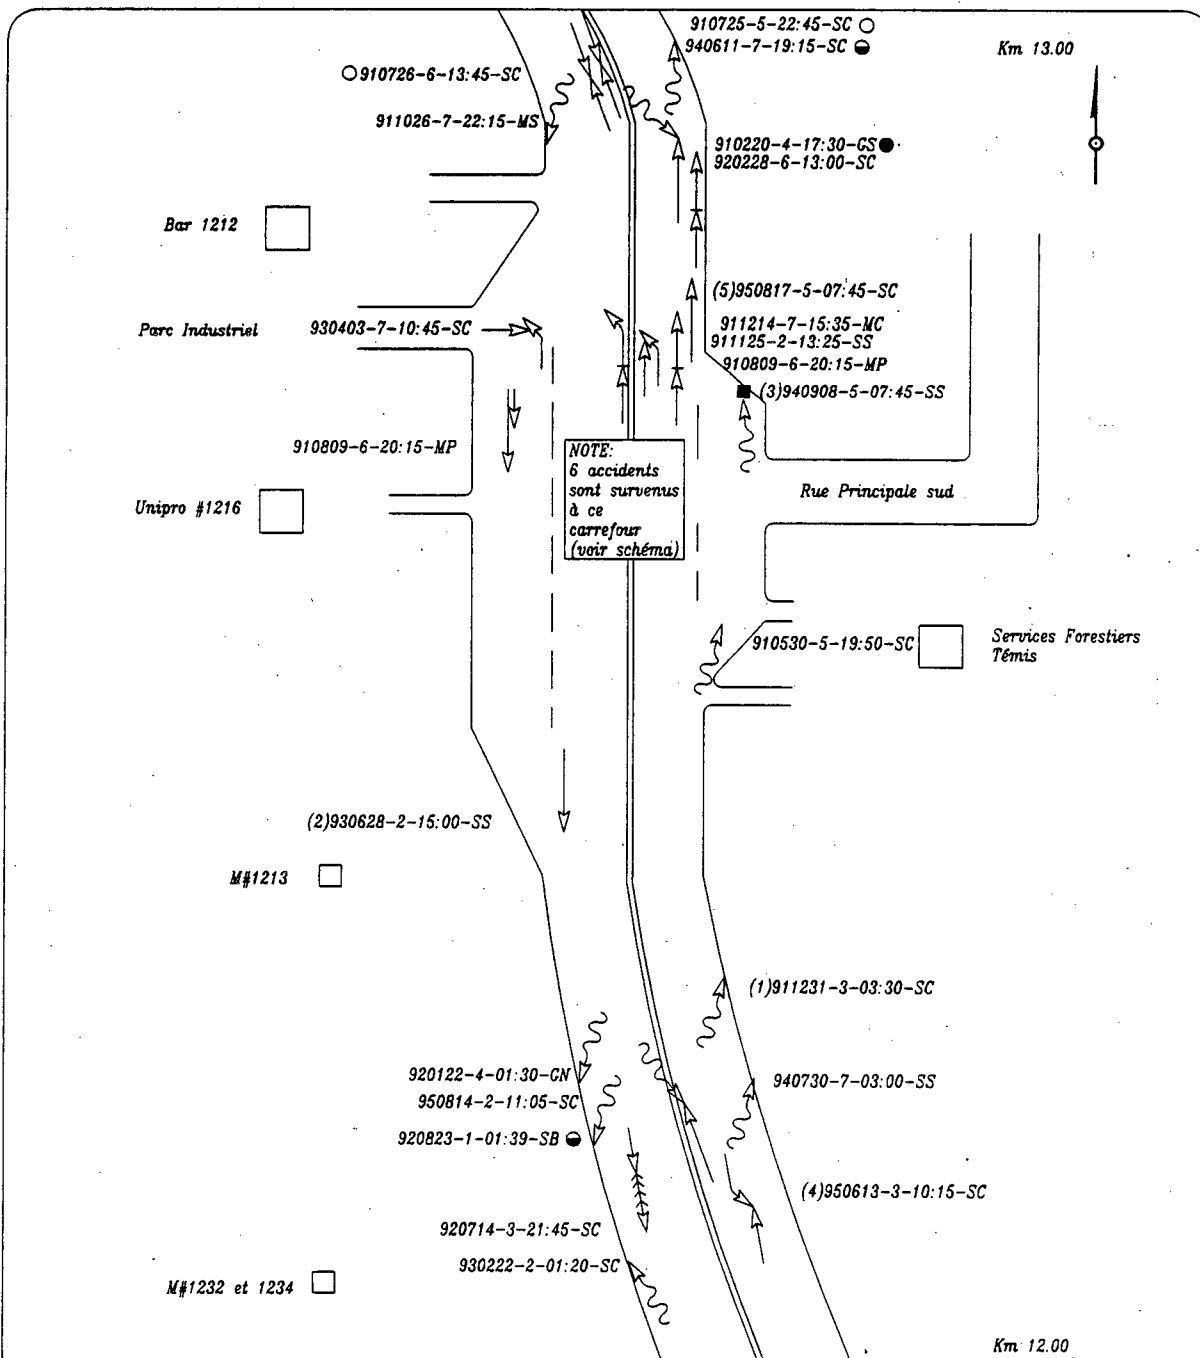 910725-5-22:45-SC
940611-7-19:15-SC
Km 13.00
910726-6-13:45-SC
911026-7-22:15-MS
910220-4-17:30-GS
920228-6-13:00-SC
Bar 1212
(5)950817-5-07:45-SC
Parc Industriel
930403-7-10:45-SC
911214-7-15:35-MC
911125-2-13:25-SS
910809-6-20:15-MP
(3)940908-5-07:45-SS
910809-6-20:15-MP
NOTE:
6 accidents
sont survenus
à ce
carrefour
(voir schéma)
Rue Principale sud
Unipro #1216
910530-5-19:50-SC
Services Forestiers
Témis
(2)930628-2-15:00-SS
M#1213
(1)911231-3-03:30-SC
920122-4-01:30-GN
940730-7-03:00-SS
950814-2-11:05-SC
920823-1-01:39-SB
(4)950613-3-10:15-SC
920714-3-21:45-SC
930222-2-01:20-SC
M#1232 et 1234
Km 12.00